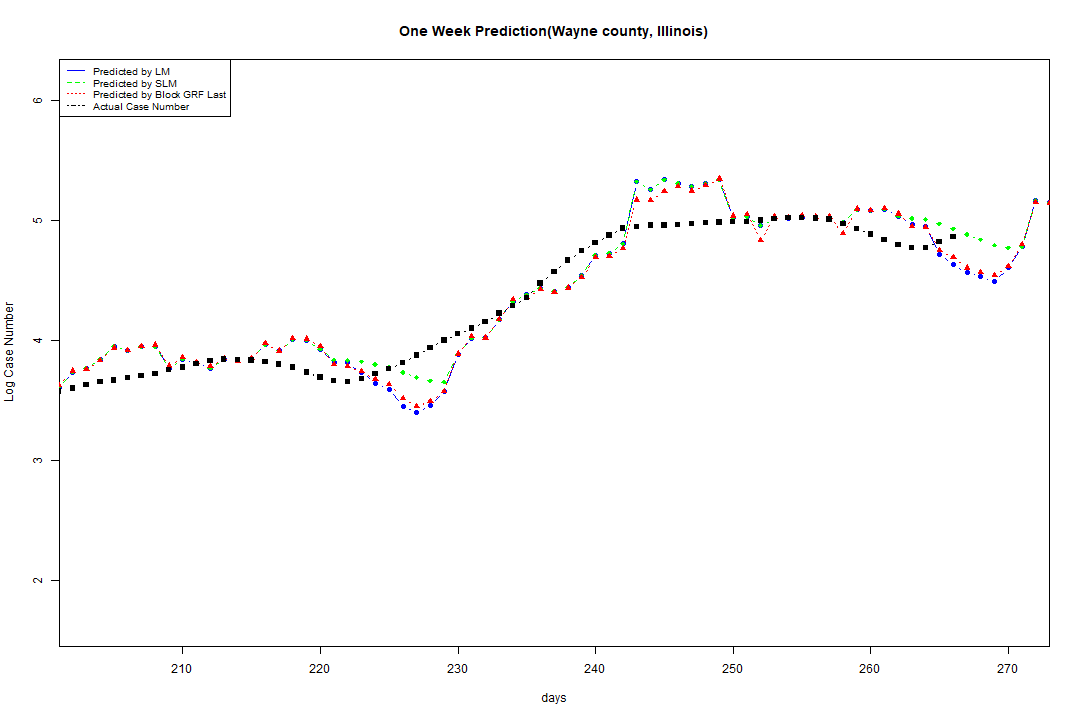 One Week Prediction(Wayne county, Illinois)
Predicted by LM
Predicted by SLM
Predicted by Block GRF Last
Actual Case Number
6
5
4
3
2
Log Case Number
210 220 230 240 250 260 270
days